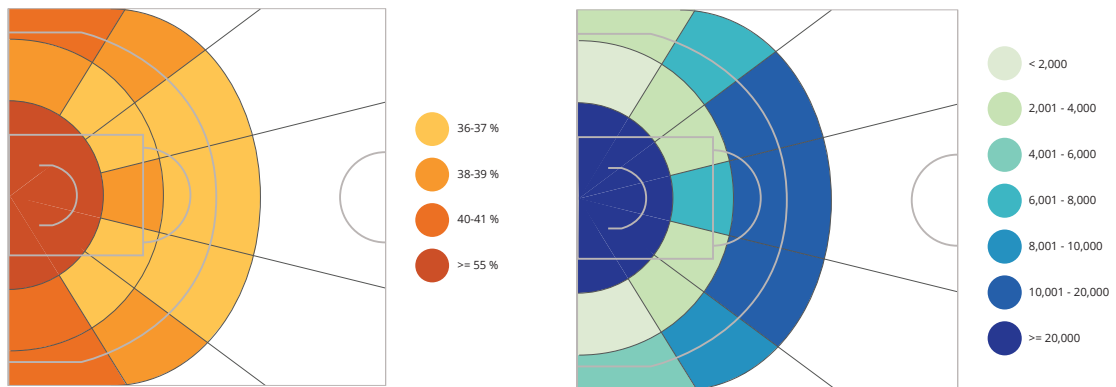 36-37 %
38-39 %
40-41 %
>= 55 %
< 2,000
2,001 - 4,000
4,001 - 6,000
6,001 - 8,000
8,001 - 10,000
10,001 - 20,000
>= 20,000